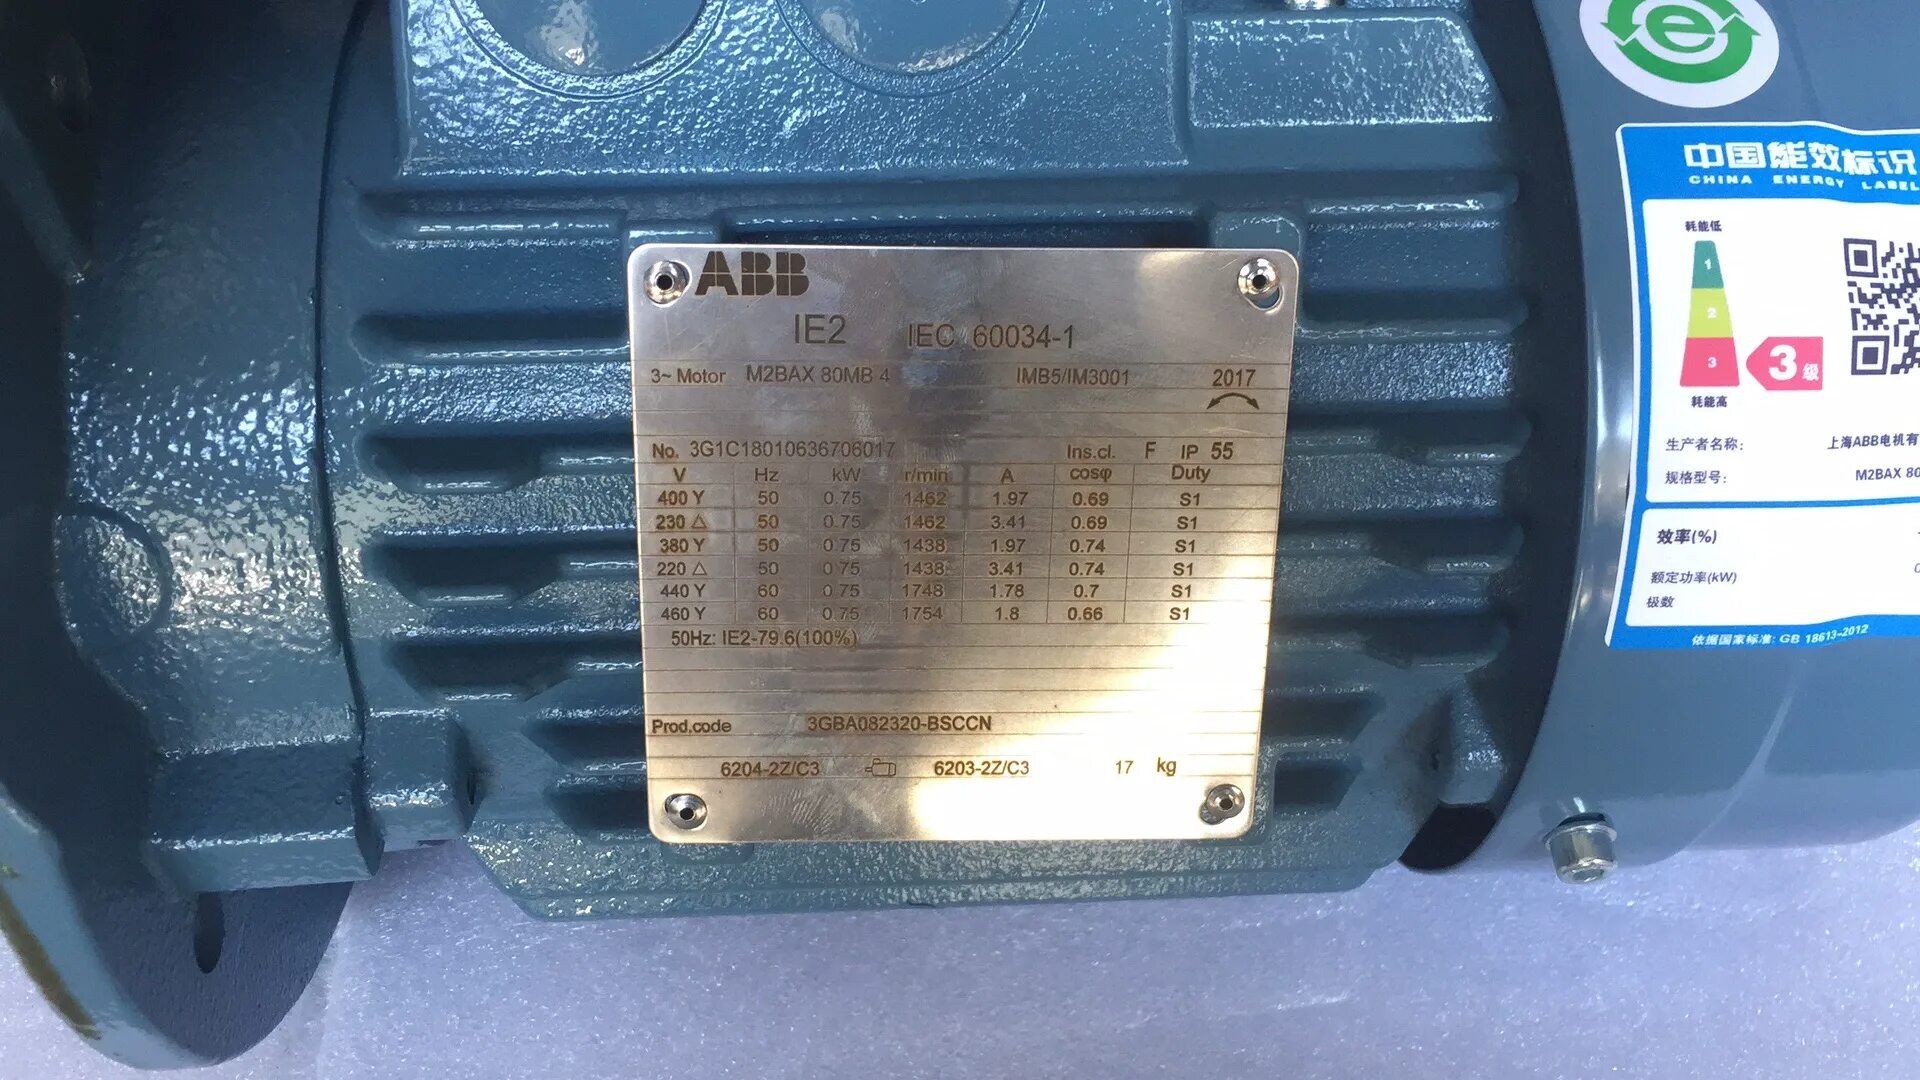 ABB
IE2 IEC 60034-1
3~ Motor M2BAX 80MB 4 IMB5/IM3001 2017
No. 3G1C18010636706017 Ins.cl. F IP 55
V Hz kW r/min A cosφ Duty
400 Y 50 0.75 1462 1.97 0.69 S1
230 △ 50 0.75 1462 3.41 0.69 S1
380 Y 50 0.75 1438 1.97 0.74 S1
220 △ 50 0.75 1438 3.41 0.74 S1
440 Y 60 0.75 1748 1.78 0.7 S1
460 Y 60 0.75 1754 1.8 0.66 S1
50Hz: IE2-79.6(100%)
Prod.code 3GBA082320-BSCCN
6204-2Z/C3 6203-2Z/C3 17 kg
e
中国能效标识
CHINA ENERGY LABEL
耗能低
1
2
3 3级
耗能高
生产者名称: 上海ABB电机有
规格型号: M2BAX 80
效率(%)
额定功率(kW)
极数
依据国家标准: GB 18613-2012